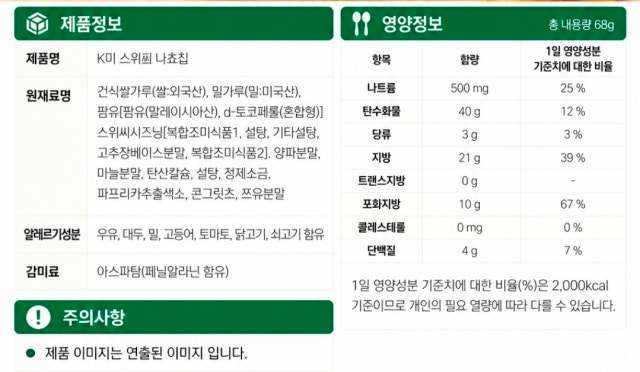 제품정보
제품명 K미 스위찜 나쵸칩
원재료명 건식쌀가루(쌀:외국산), 밀가루(밀:미국산),
팜유[팜유(말레이시아산), d-토코페롤(혼합형)]
스위씨시즈닝[복합조미식품1, 설탕, 기타설탕,
고추장베이스분말, 복합조미식품2]. 양파분말,
마늘분말, 탄산칼슘, 설탕, 정제소금,
파프리카추출색소, 콘그릿츠, 쯔유분말
알레르기성분 우유, 대두, 밀, 고등어, 토마토, 닭고기, 쇠고기 함유
감미료 아스파탐(페닐알라닌 함유)
주의사항
제품 이미지는 연출된 이미지 입니다.
영양정보 총 내용량 68g
항목 함량 1일 영양성분
기준치에 대한 비율
나트륨 500 mg 25 %
탄수화물 40 g 12 %
당류 3 g 3 %
지방 21 g 39 %
트랜스지방 0 g -
포화지방 10 g 67 %
콜레스테롤 0 mg 0 %
단백질 4 g 7 %
1일 영양성분 기준치에 대한 비율(%)은 2,000kcal
기준이므로 개인의 필요 열량에 따라 다룰 수 있습니다.